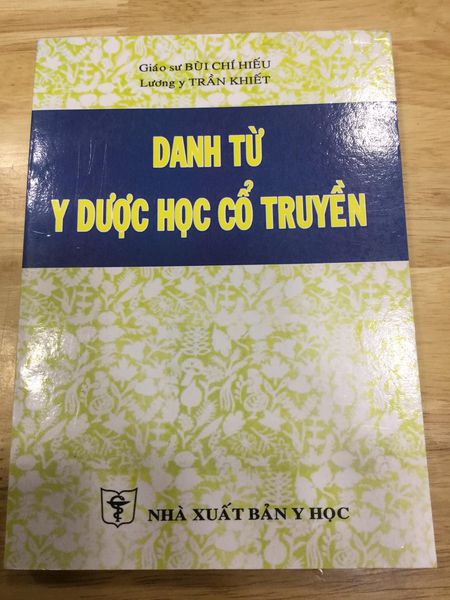 Giáo sư BÙI CHÍ HIẾU
Lương y TRẦN KHIẾT
DANH TỪ
Y DƯỢC HỌC CỔ TRUYỀN
NHÀ XUẤT BẢN Y HỌC